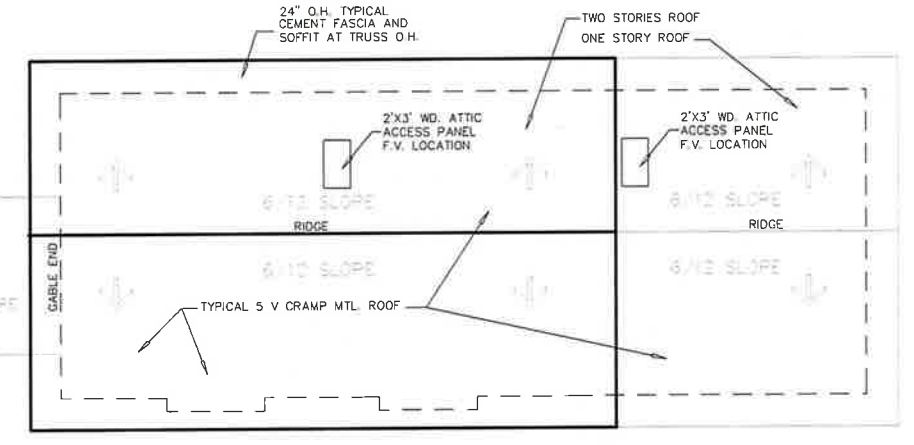 24" O.H. TYPICAL
CEMENT FASCIA AND
SOFFIT AT TRUSS O.H.
TWO STORIES ROOF
ONE STORY ROOF
2'X3' WD. ATTIC
ACCESS PANEL
F.V. LOCATION
2'X3' WD. ATTIC
ACCESS PANEL
F.V. LOCATION
6/12 SLOPE
6/12 SLOPE
RIDGE
RIDGE
GABLE END
6/12 SLOPE
6/12 SLOPE
TYPICAL 5 V CRAMP MTL. ROOF